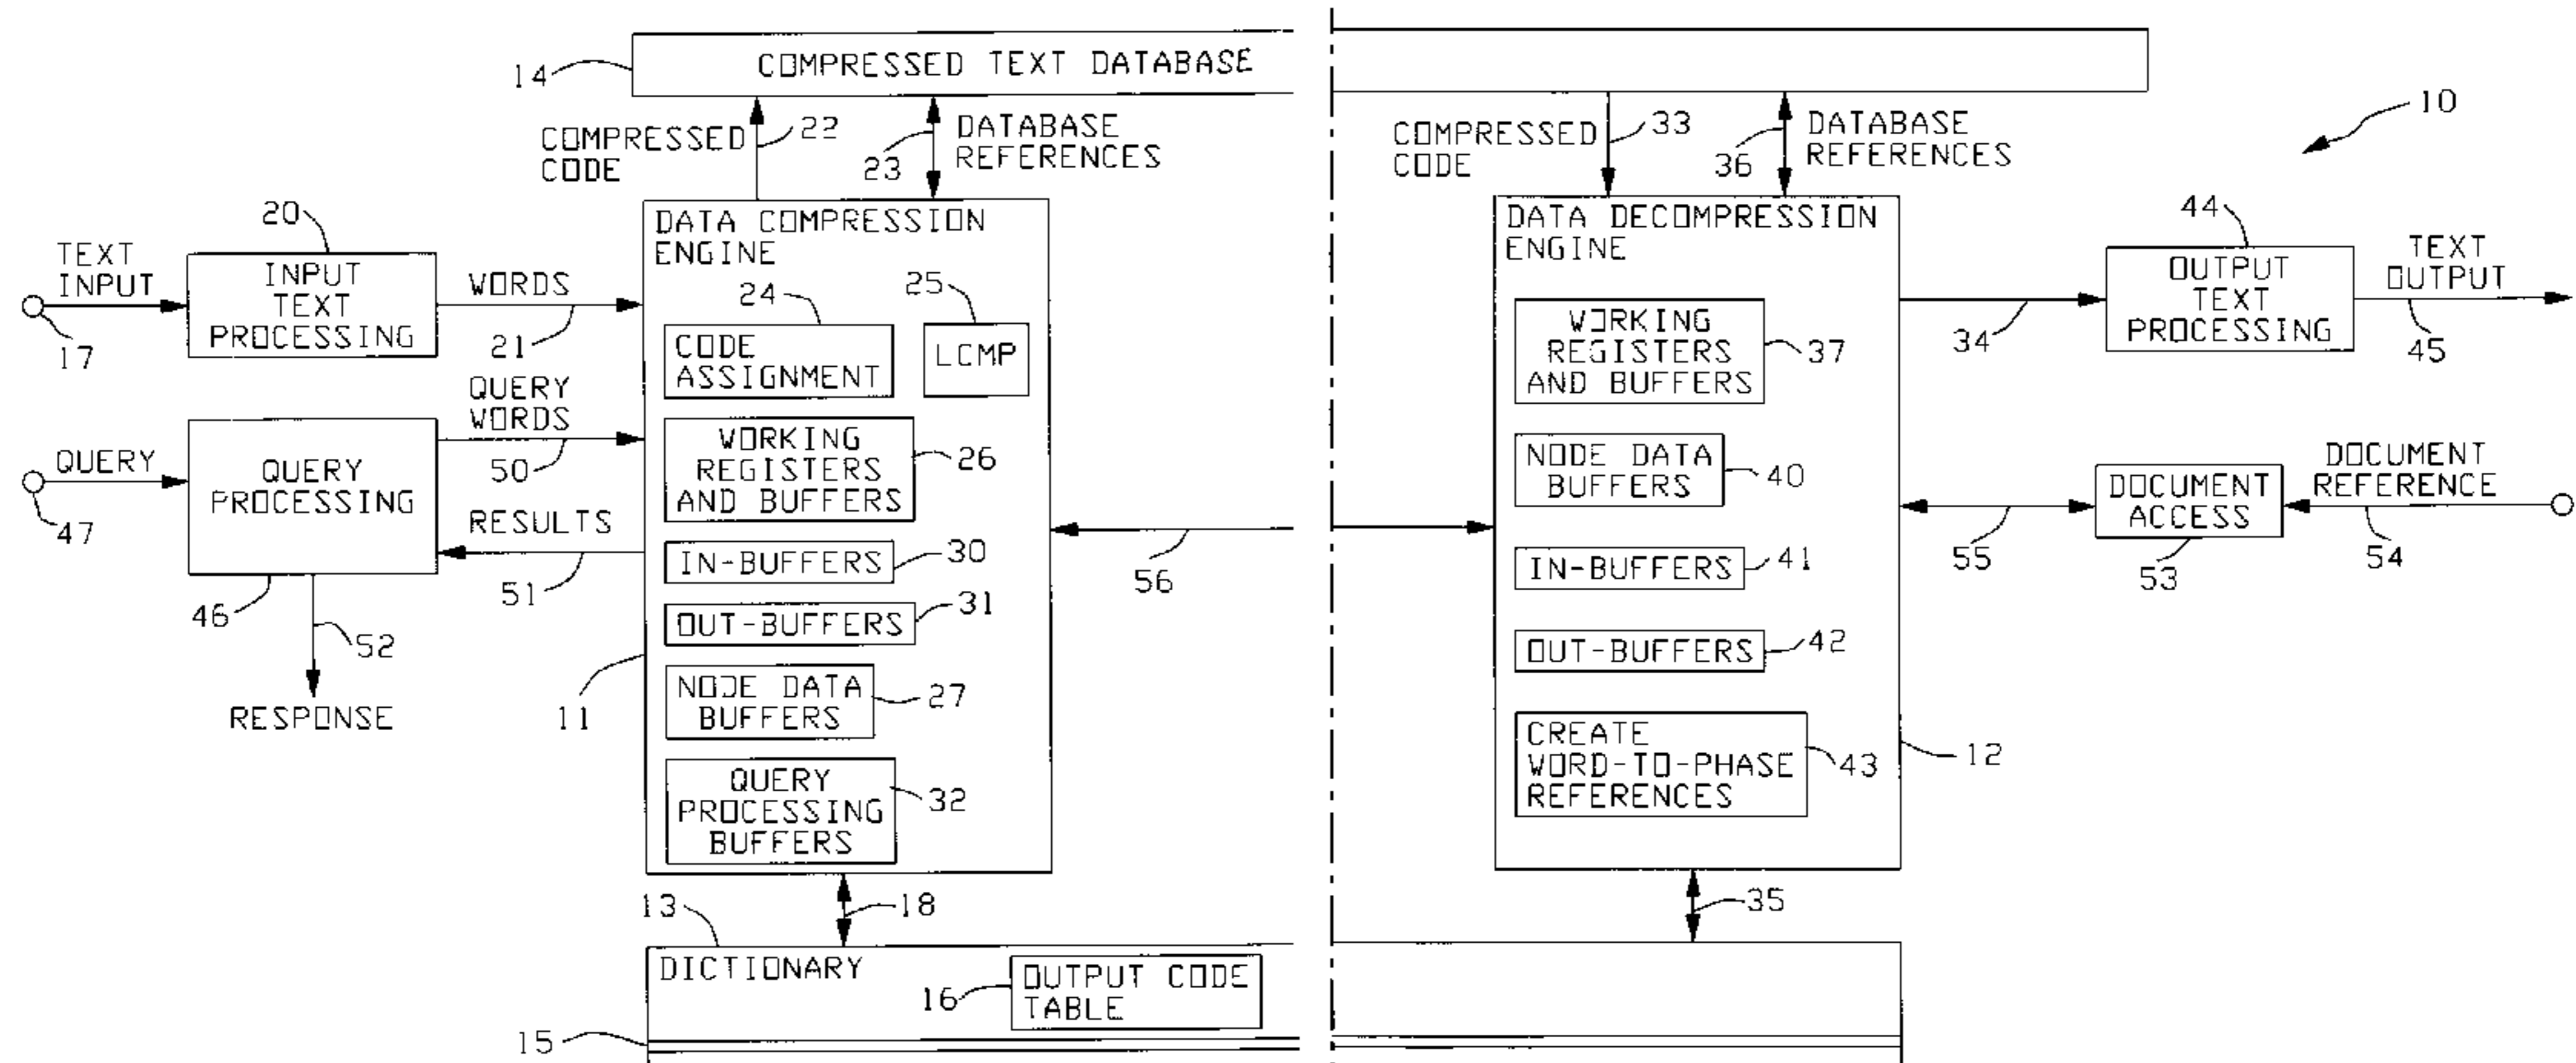 14
COMPRESSED TEXT DATABASE
COMPRESSED
CODE
22
23
DATABASE
REFERENCES
COMPRESSED
CODE
33
36
DATABASE
REFERENCES
10
TEXT
INPUT
17
20
INPUT
TEXT
PROCESSING
WORDS
21
QUERY
WORDS
50
QUERY
47
QUERY
PROCESSING
RESULTS
51
46
52
RESPONSE
DATA COMPRESSION
ENGINE
24
25
CODE
ASSIGNMENT
LCMP
WORKING
REGISTERS
AND BUFFERS
26
IN-BUFFERS
30
OUT-BUFFERS
31
NODE DATA
BUFFERS
27
QUERY
PROCESSING
BUFFERS
32
11
56
DATA DECOMPRESSION
ENGINE
WORKING
REGISTERS
AND BUFFERS
37
NODE DATA
BUFFERS
40
IN-BUFFERS
41
OUT-BUFFERS
42
CREATE
WORD-TO-PHASE
REFERENCES
43
12
34
44
OUTPUT
TEXT
PROCESSING
TEXT
OUTPUT
45
55
DOCUMENT
ACCESS
53
DOCUMENT
REFERENCE
54
13
18
35
DICTIONARY
16
OUTPUT CODE
TABLE
15